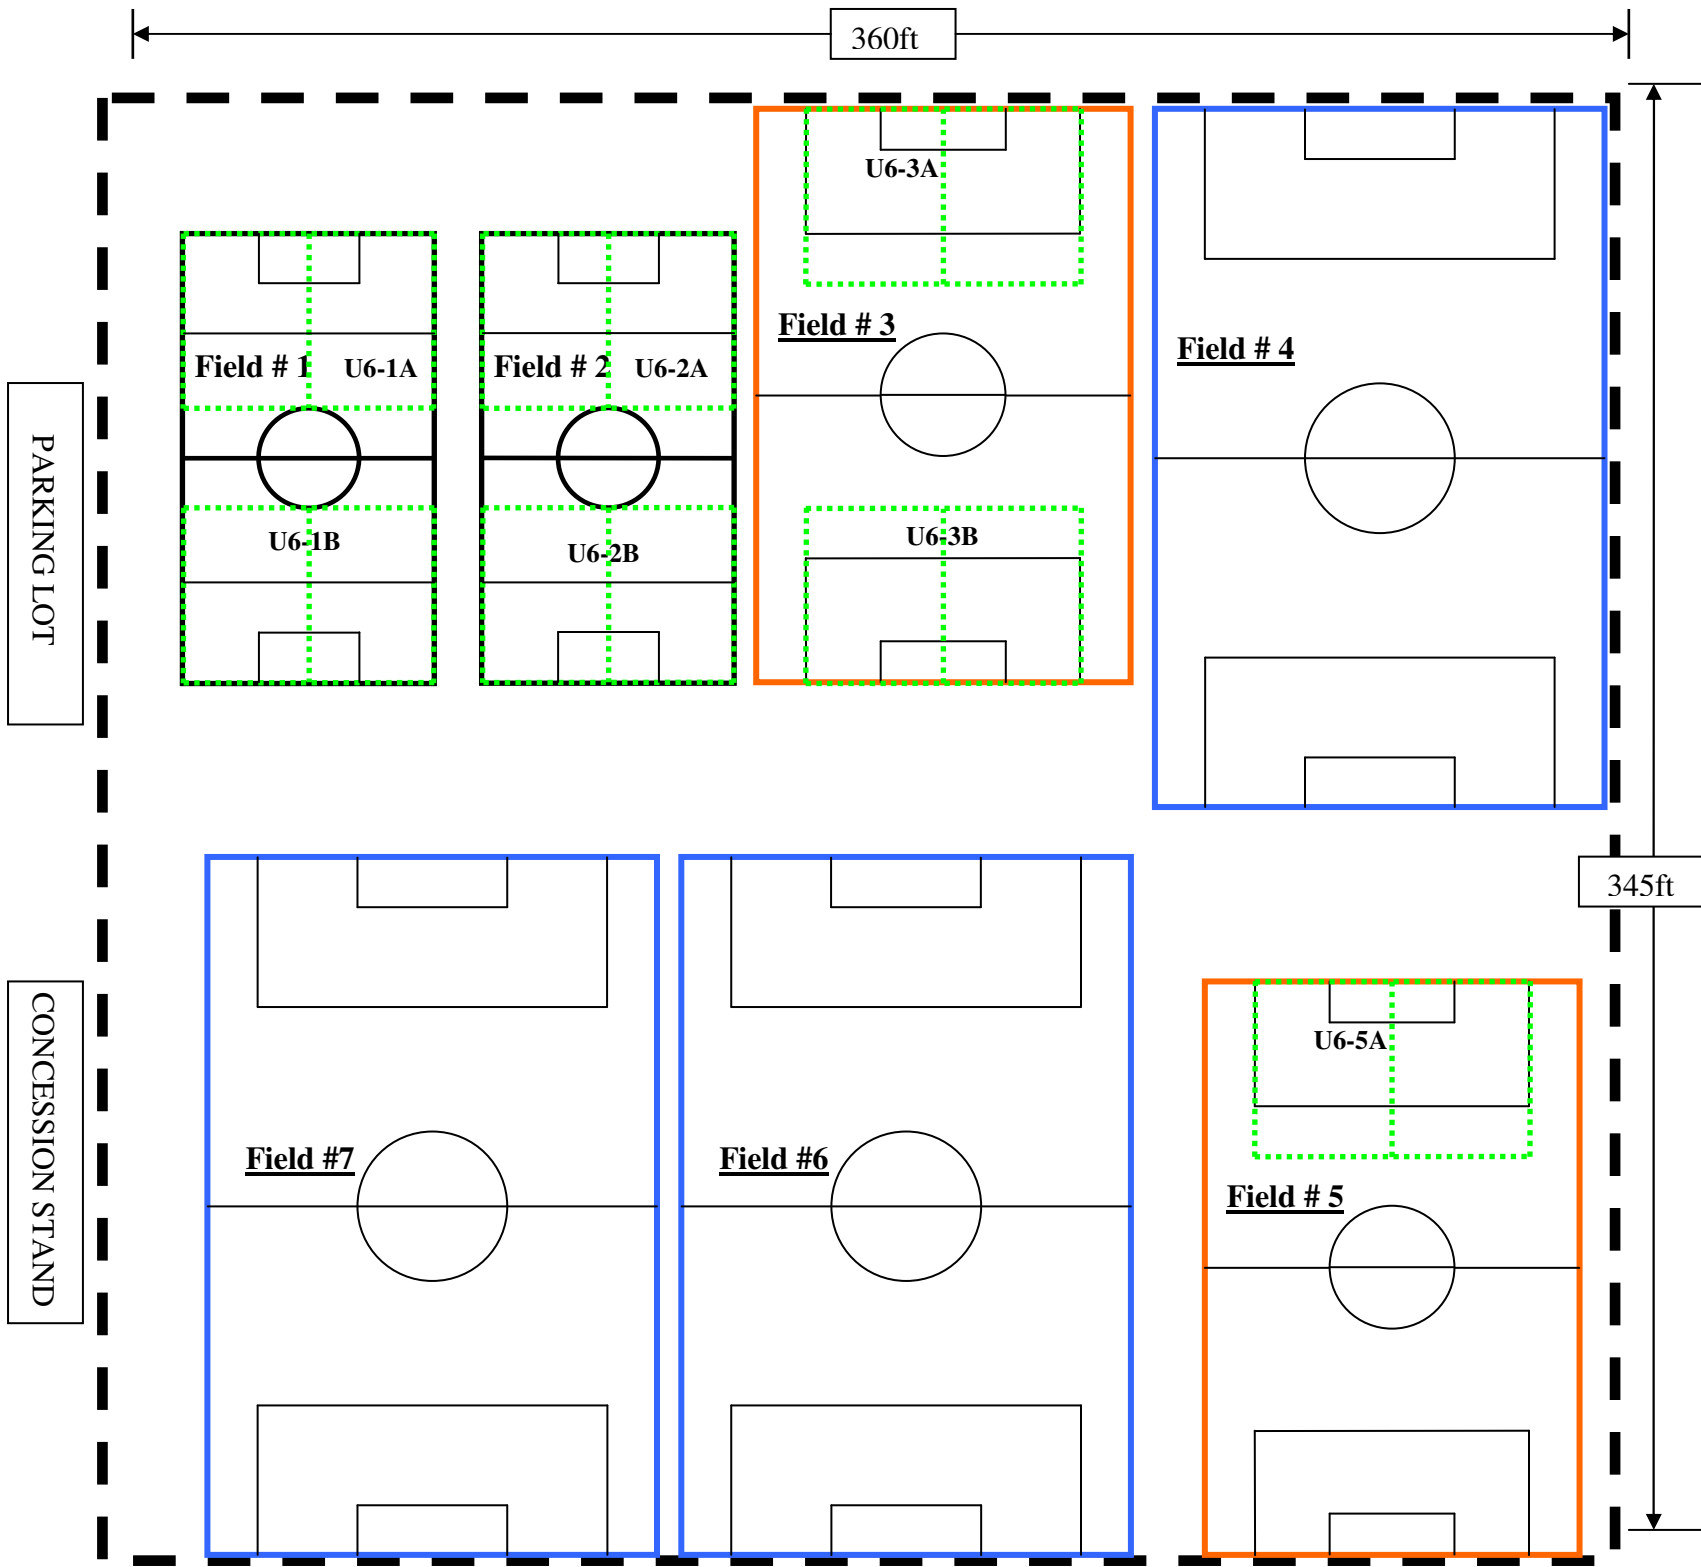 360ft
U6-3A
Field # 3
Field # 4
Field # 1
U6-1A
Field # 2
U6-2A
PARKING LOT
U6-1B
U6-2B
U6-3B
345ft
CONCESSION STAND
U6-5A
Field #7
Field #6
Field # 5